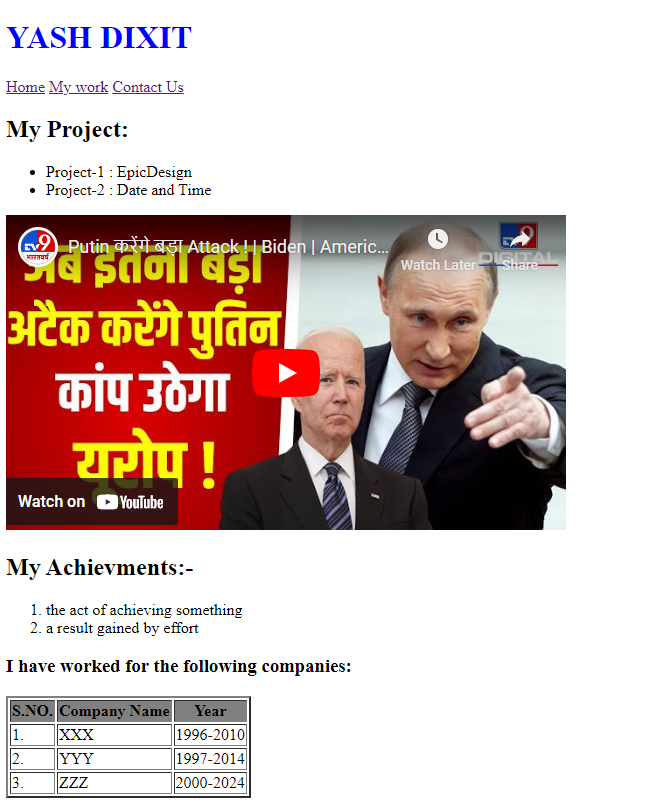 YASH DIXIT
Home My work Contact Us
My Project:
Project-1 : EpicDesign
Project-2 : Date and Time
TV9
भारतवर्ष
Putin करेंगे बड़ा Attack ! | Biden | Americ...
Watch Later
Share
TV9
DIGITAL
अब इतना बड़ा
अटैक करेंगे पुतिन
कांप उठेगा
यूरोप !
Watch on YouTube
My Achievments:-
1. the act of achieving something
2. a result gained by effort
I have worked for the following companies:
S.NO. Company Name Year
1. XXX 1996-2010
2. YYY 1997-2014
3. ZZZ 2000-2024